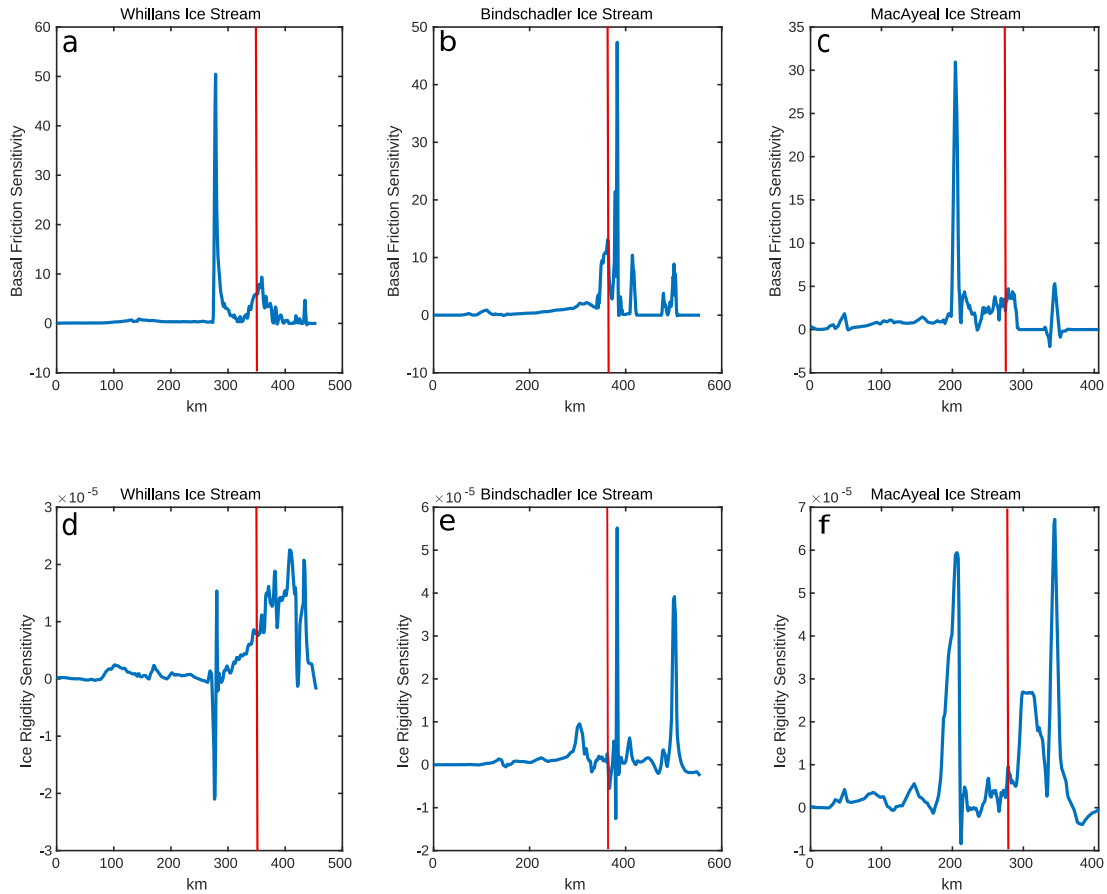 Whillans Ice Stream
a
Basal Friction Sensitivity
60
50
40
30
20
10
0
-10
0 100 200 300 400 500
km
Bindschadler Ice Stream
b
Basal Friction Sensitivity
50
40
30
20
10
0
-10
0 200 400 600
km
MacAyeal Ice Stream
c
Basal Friction Sensitivity
35
30
25
20
15
10
5
0
-5
0 100 200 300 400
km
×10 -5
Whillans Ice Stream
d
Ice Rigidity Sensitivity
3
2
1
0
-1
-2
-3
0 100 200 300 400 500
km
×10 -5
Bindschadler Ice Stream
e
Ice Rigidity Sensitivity
6
5
4
3
2
1
0
-1
-2
0 200 400 600
km
×10 -5
MacAyeal Ice Stream
f
Ice Rigidity Sensitivity
7
6
5
4
3
2
1
0
-1
0 100 200 300 400
km